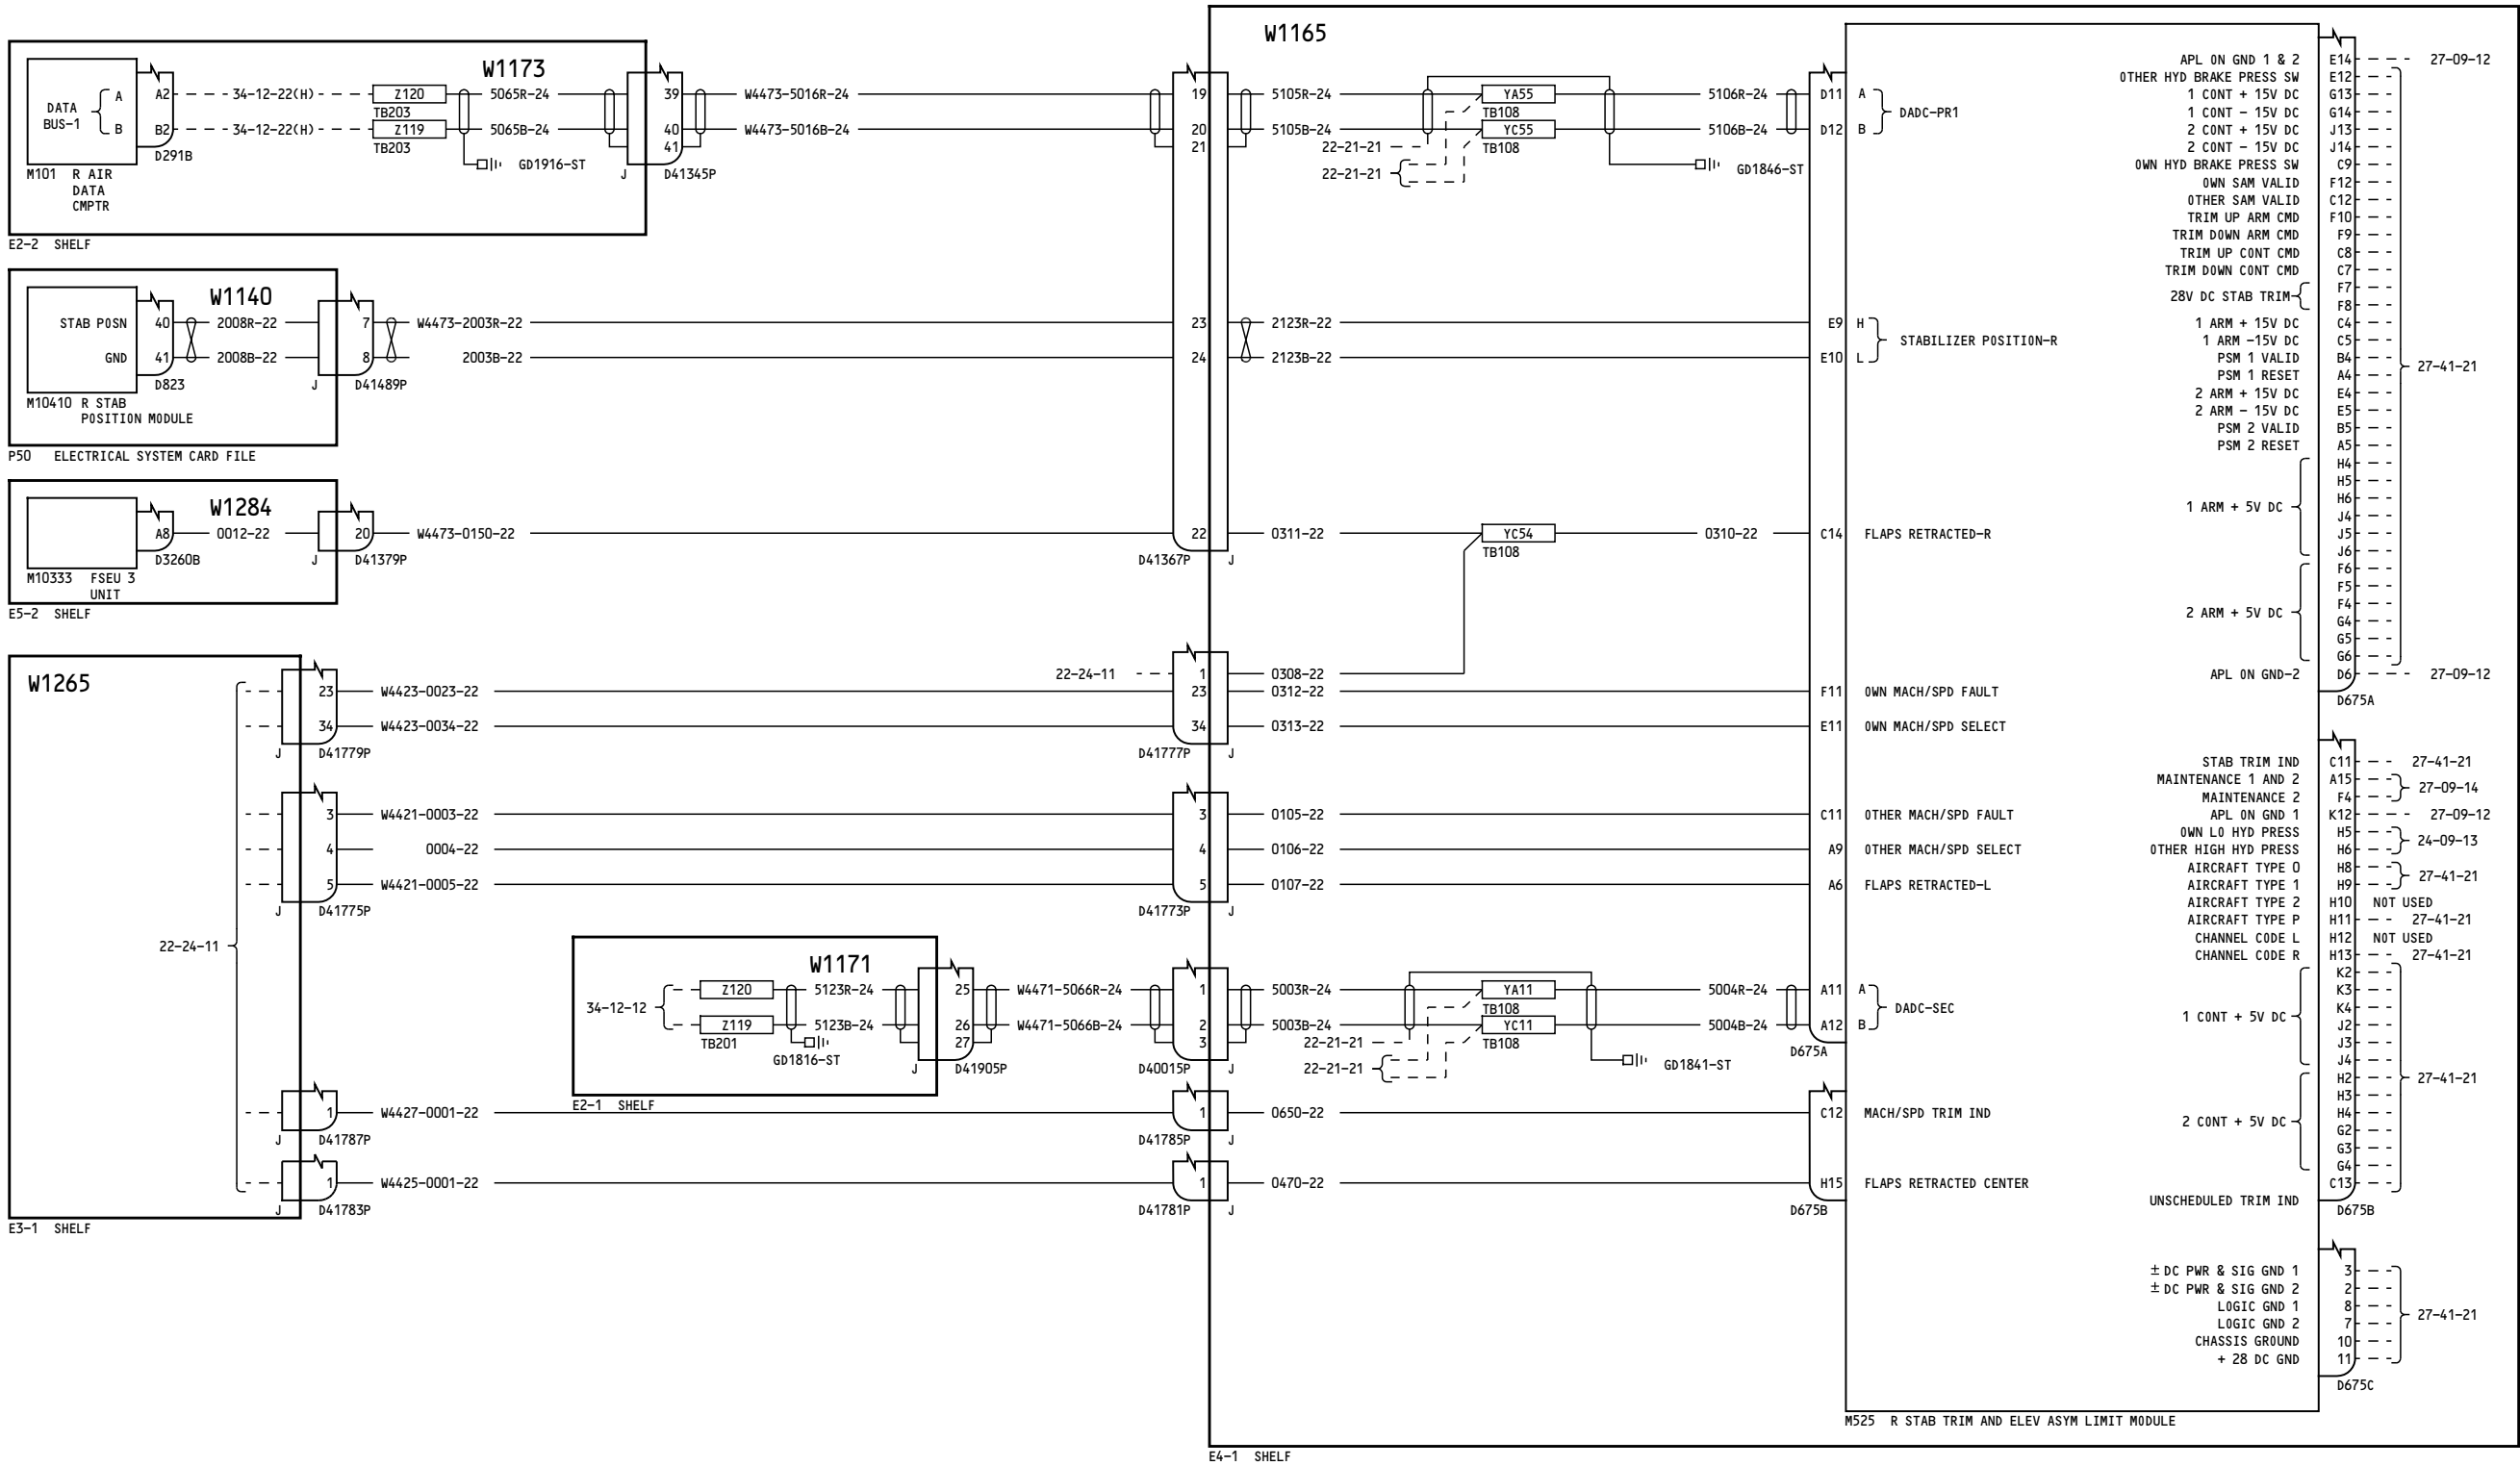 W1173
DATA
BUS-1
A
B
A2
B2
34-12-22(H)
34-12-22(H)
Z120
TB203
Z119
TB203
5065R-24
5065B-24
GD1916-ST
39
40
41
W4473-5016R-24
W4473-5016B-24
D291B
J
D41345P
M101 R AIR
DATA
CMPTR
E2-2 SHELF
W1140
STAB POSN
GND
40
41
2008R-22
2008B-22
7
8
W4473-2003R-22
2003B-22
D823
J
D41489P
M10410 R STAB
POSITION MODULE
P50 ELECTRICAL SYSTEM CARD FILE
W1284
A8
0012-22
20
W4473-0150-22
D3260B
J
D41379P
M10333 FSEU 3
UNIT
E5-2 SHELF
W1265
22-24-11
23
34
W4423-0023-22
W4423-0034-22
J
D41779P
3
4
5
W4421-0003-22
0004-22
W4421-0005-22
J
D41775P
1
W4427-0001-22
J
D41787P
1
W4425-0001-22
J
D41783P
E3-1 SHELF
W1171
34-12-12
Z120
Z119
TB201
5123R-24
5123B-24
GD1816-ST
25
26
27
W4471-5066R-24
W4471-5066B-24
J
D41905P
E2-1 SHELF
W1165
19
20
21
5105R-24
5105B-24
22-21-21
22-21-21
YA55
TB108
YC55
TB108
5106R-24
5106B-24
GD1846-ST
23
24
2123R-22
2123B-22
22
0311-22
YC54
TB108
0310-22
D41367P
J
22-24-11
1
23
34
0308-22
0312-22
0313-22
D41777P
J
3
4
5
0105-22
0106-22
0107-22
D41773P
J
1
2
3
5003R-24
5003B-24
22-21-21
22-21-21
YA11
TB108
YC11
TB108
5004R-24
5004B-24
GD1841-ST
D40015P
J
1
0650-22
D41785P
J
1
0470-22
D41781P
J
D11 A
D12 B
DADC-PR1
E9 H
E10 L
STABILIZER POSITION-R
C14 FLAPS RETRACTED-R
F11 OWN MACH/SPD FAULT
E11 OWN MACH/SPD SELECT
C11 OTHER MACH/SPD FAULT
A9 OTHER MACH/SPD SELECT
A6 FLAPS RETRACTED-L
A11 A
A12 B
DADC-SEC
D675A
C12 MACH/SPD TRIM IND
H15 FLAPS RETRACTED CENTER
D675B
APL ON GND 1 & 2 E14 27-09-12
OTHER HYD BRAKE PRESS SW E12
1 CONT + 15V DC G13
1 CONT - 15V DC G14
2 CONT + 15V DC J13
2 CONT - 15V DC J14
OWN HYD BRAKE PRESS SW C9
OWN SAM VALID F12
OTHER SAM VALID C12
TRIM UP ARM CMD F10
TRIM DOWN ARM CMD F9
TRIM UP CONT CMD C8
TRIM DOWN CONT CMD C7
28V DC STAB TRIM
F7
F8
1 ARM + 15V DC C4
1 ARM -15V DC C5
PSM 1 VALID B4
27-41-21
PSM 1 RESET A4
2 ARM + 15V DC E4
2 ARM - 15V DC E5
PSM 2 VALID B5
PSM 2 RESET A5
1 ARM + 5V DC
H4
H5
H6
J4
J5
J6
2 ARM + 5V DC
F6
F5
F4
G4
G5
G6
APL ON GND-2 D6 27-09-12
D675A
STAB TRIM IND C11 27-41-21
MAINTENANCE 1 AND 2 A15
27-09-14
MAINTENANCE 2 F4
APL ON GND 1 K12 27-09-12
OWN LO HYD PRESS H5
24-09-13
OTHER HIGH HYD PRESS H6
AIRCRAFT TYPE 0 H8
27-41-21
AIRCRAFT TYPE 1 H9
AIRCRAFT TYPE 2 H10 NOT USED
AIRCRAFT TYPE P H11 27-41-21
CHANNEL CODE L H12 NOT USED
CHANNEL CODE R H13 27-41-21
1 CONT + 5V DC
K2
K3
K4
J2
J3
J4
27-41-21
2 CONT + 5V DC
H2
H3
H4
G2
G3
G4
C13
UNSCHEDULED TRIM IND
D675B
± DC PWR & SIG GND 1 3
± DC PWR & SIG GND 2 2
LOGIC GND 1 8
27-41-21
LOGIC GND 2 7
CHASSIS GROUND 10
+ 28 DC GND 11
D675C
M525 R STAB TRIM AND ELEV ASYM LIMIT MODULE
E4-1 SHELF